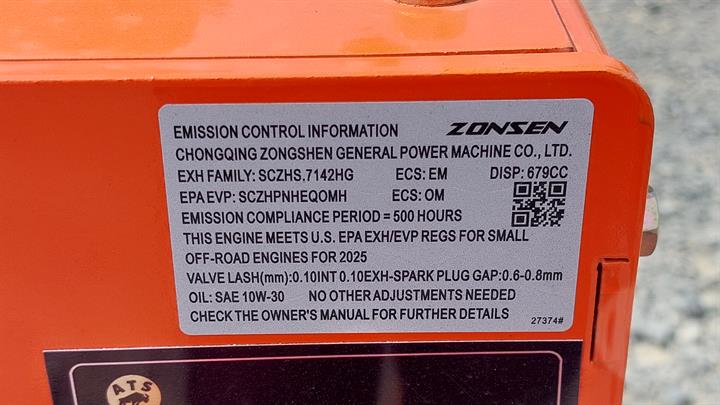 EMISSION CONTROL INFORMATION ZONSEN
CHONGQING ZONGSHEN GENERAL POWER MACHINE CO., LTD.
EXH FAMILY: SCZHS.7142HG ECS: EM DISP: 679CC
EPA EVP: SCZHPNHEQOMH ECS: OM
EMISSION COMPLIANCE PERIOD = 500 HOURS
THIS ENGINE MEETS U.S. EPA EXH/EVP REGS FOR SMALL
OFF-ROAD ENGINES FOR 2025
VALVE LASH(mm):0.10INT 0.10EXH-SPARK PLUG GAP:0.6-0.8mm
OIL: SAE 10W-30 NO OTHER ADJUSTMENTS NEEDED
CHECK THE OWNER'S MANUAL FOR FURTHER DETAILS
27374#
ATS